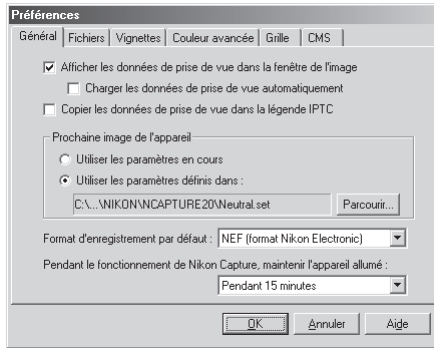 Préférences
Général Fichiers Vignettes Couleur avancée Grille CMS
Afficher les données de prise de vue dans la fenêtre de l'image
Charger les données de prise de vue automatiquement
Copier les données de prise de vue dans la légende IPTC
Prochaine image de l'appareil
Utiliser les paramètres en cours
Utiliser les paramètres définis dans :
C:\...\NIKON\NCAPTURE20\Neutral.set Parcourir...
Format d'enregistrement par défaut : NEF (format Nikon Electronic)
Pendant le fonctionnement de Nikon Capture, maintenir l'appareil allumé :
Pendant 15 minutes
OK Annuler Aide